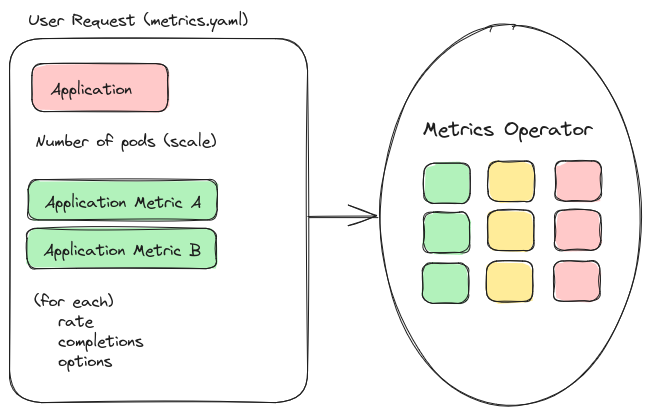 User Request (metrics.yaml)
Application
Number of pods (scale)
Application Metric A
Application Metric B
(for each)
rate
completions
options
Metrics Operator